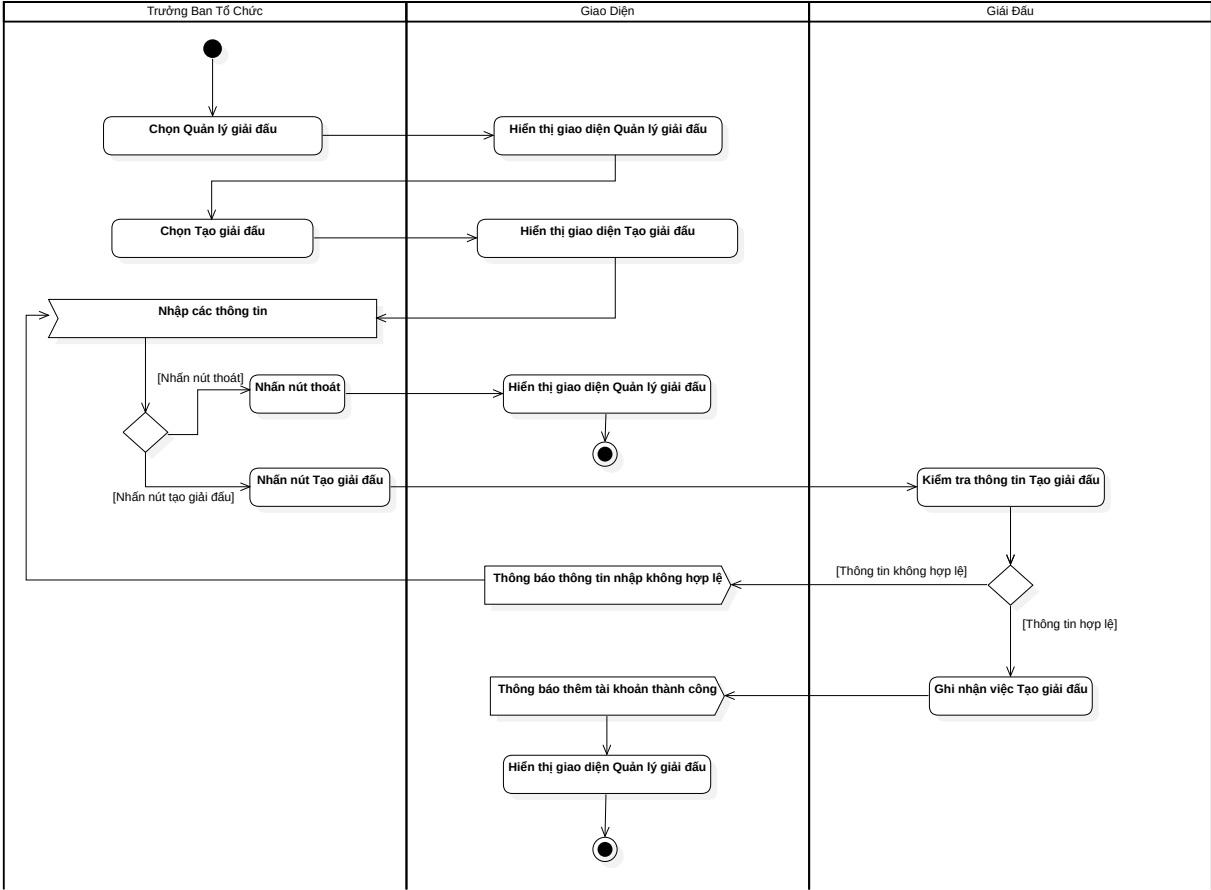 Trưởng Ban Tổ Chức
Giao Diện
Giải Đấu
Chọn Quản lý giải đấu
Hiển thị giao diện Quản lý giải đấu
Chọn Tạo giải đấu
Hiển thị giao diện Tạo giải đấu
Nhập các thông tin
[Nhấn nút thoát]
Nhấn nút thoát
Hiển thị giao diện Quản lý giải đấu
[Nhấn nút tạo giải đấu]
Nhấn nút Tạo giải đấu
Kiểm tra thông tin Tạo giải đấu
Thông báo thông tin nhập không hợp lệ
[Thông tin không hợp lệ]
[Thông tin hợp lệ]
Thông báo thêm tài khoản thành công
Ghi nhận việc Tạo giải đấu
Hiển thị giao diện Quản lý giải đấu